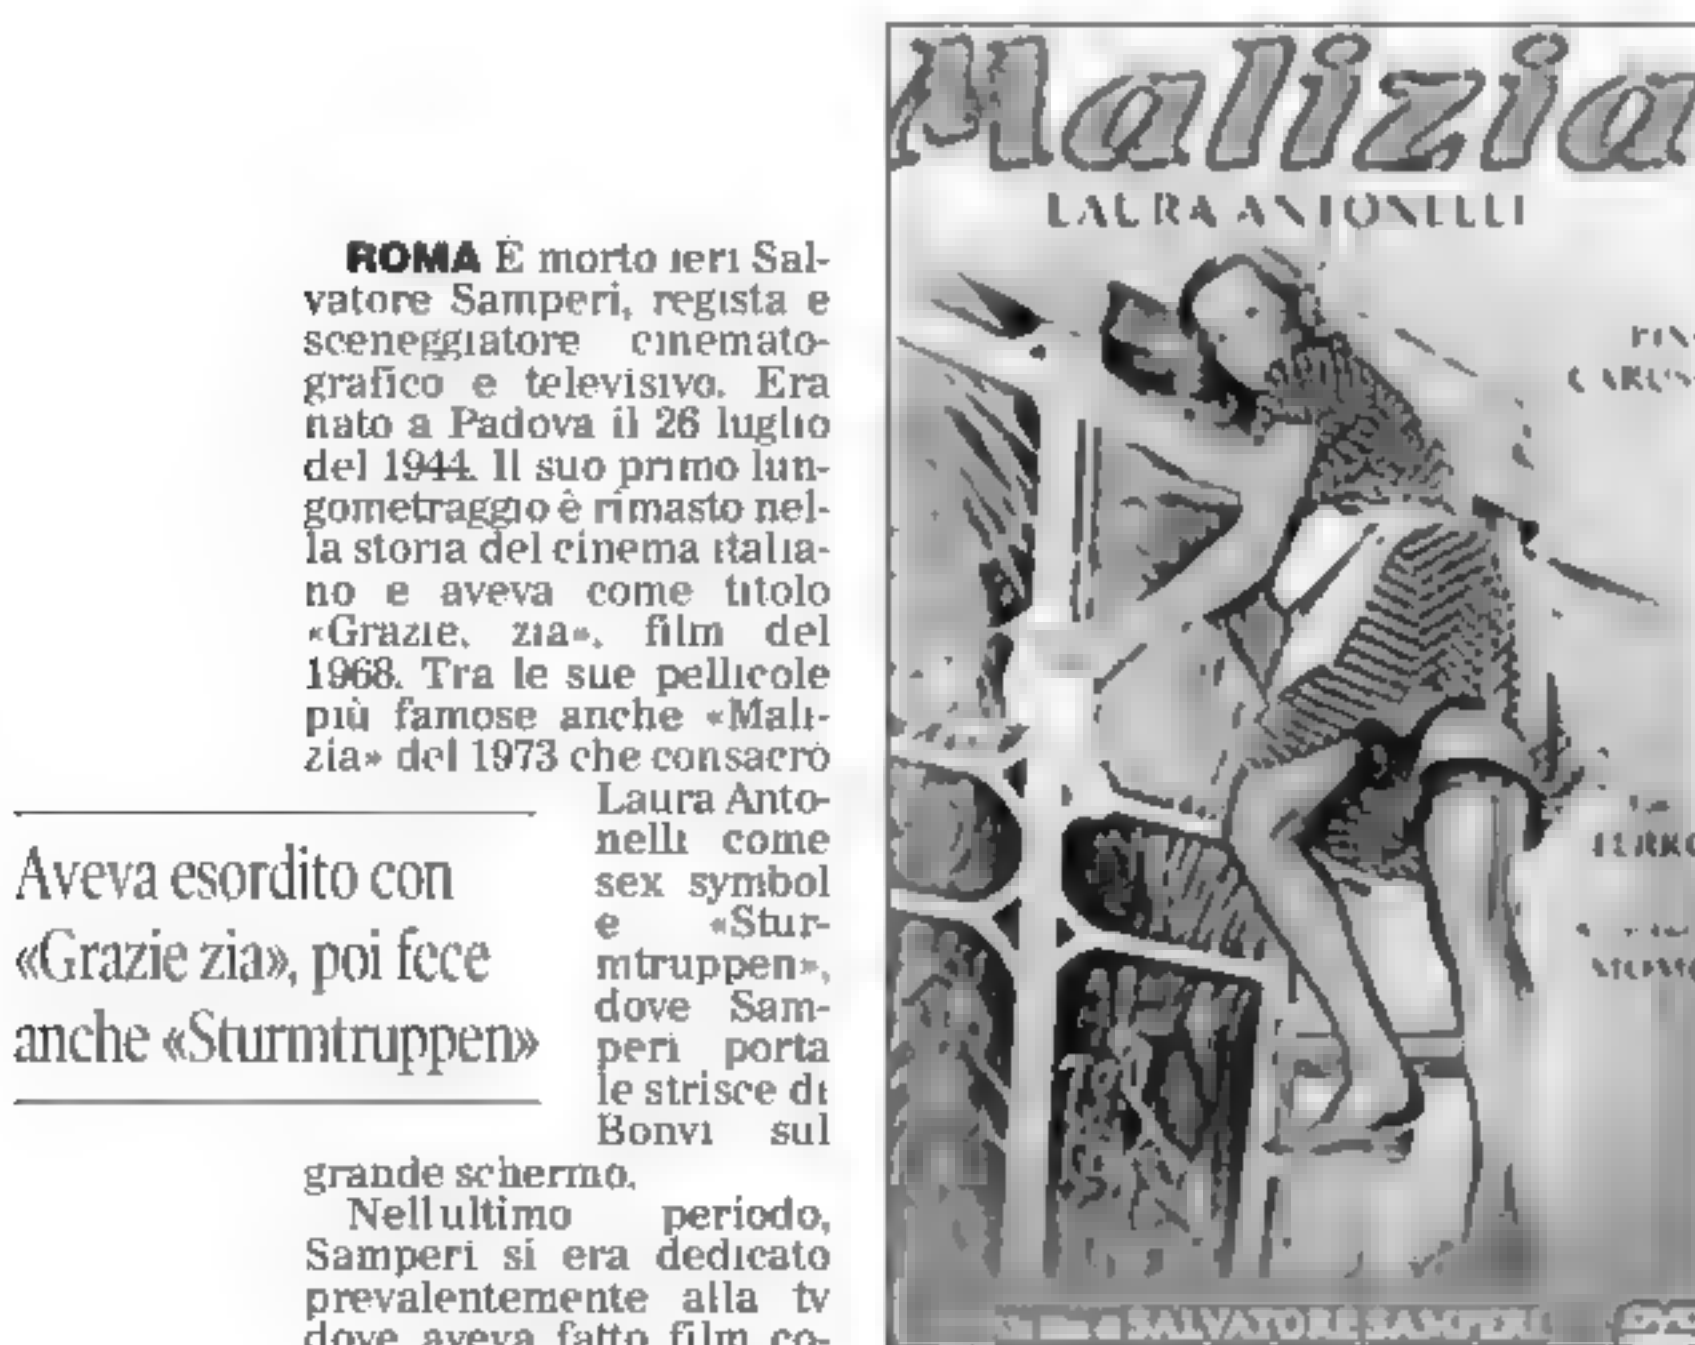 ROMA È morto ieri Sal-
vatore Samperi, regista e
sceneggiatore cinemato-
grafico e televisivo. Era
nato a Padova il 26 luglio
del 1944. Il suo primo lun-
gometraggio è rimasto nel-
la storia del cinema italia-
no e aveva come titolo
«Grazie, zia», film del
1968. Tra le sue pellicole
più famose anche «Mali-
zia» del 1973 che consacrò
Laura Anto-
nelli come
sex symbol
e «Stur-
mtruppen»,
dove Sam-
peri porta
le strisce di
Bonvi sul
grande schermo.
Nell'ultimo periodo,
Samperi si era dedicato
prevalentemente alla tv
dove aveva fatto film co-
Aveva esordito con
«Grazie zia», poi fece
anche «Sturmtruppen»
Malizia
LAURA ANTONELLI
SALVATORE SAMPERI